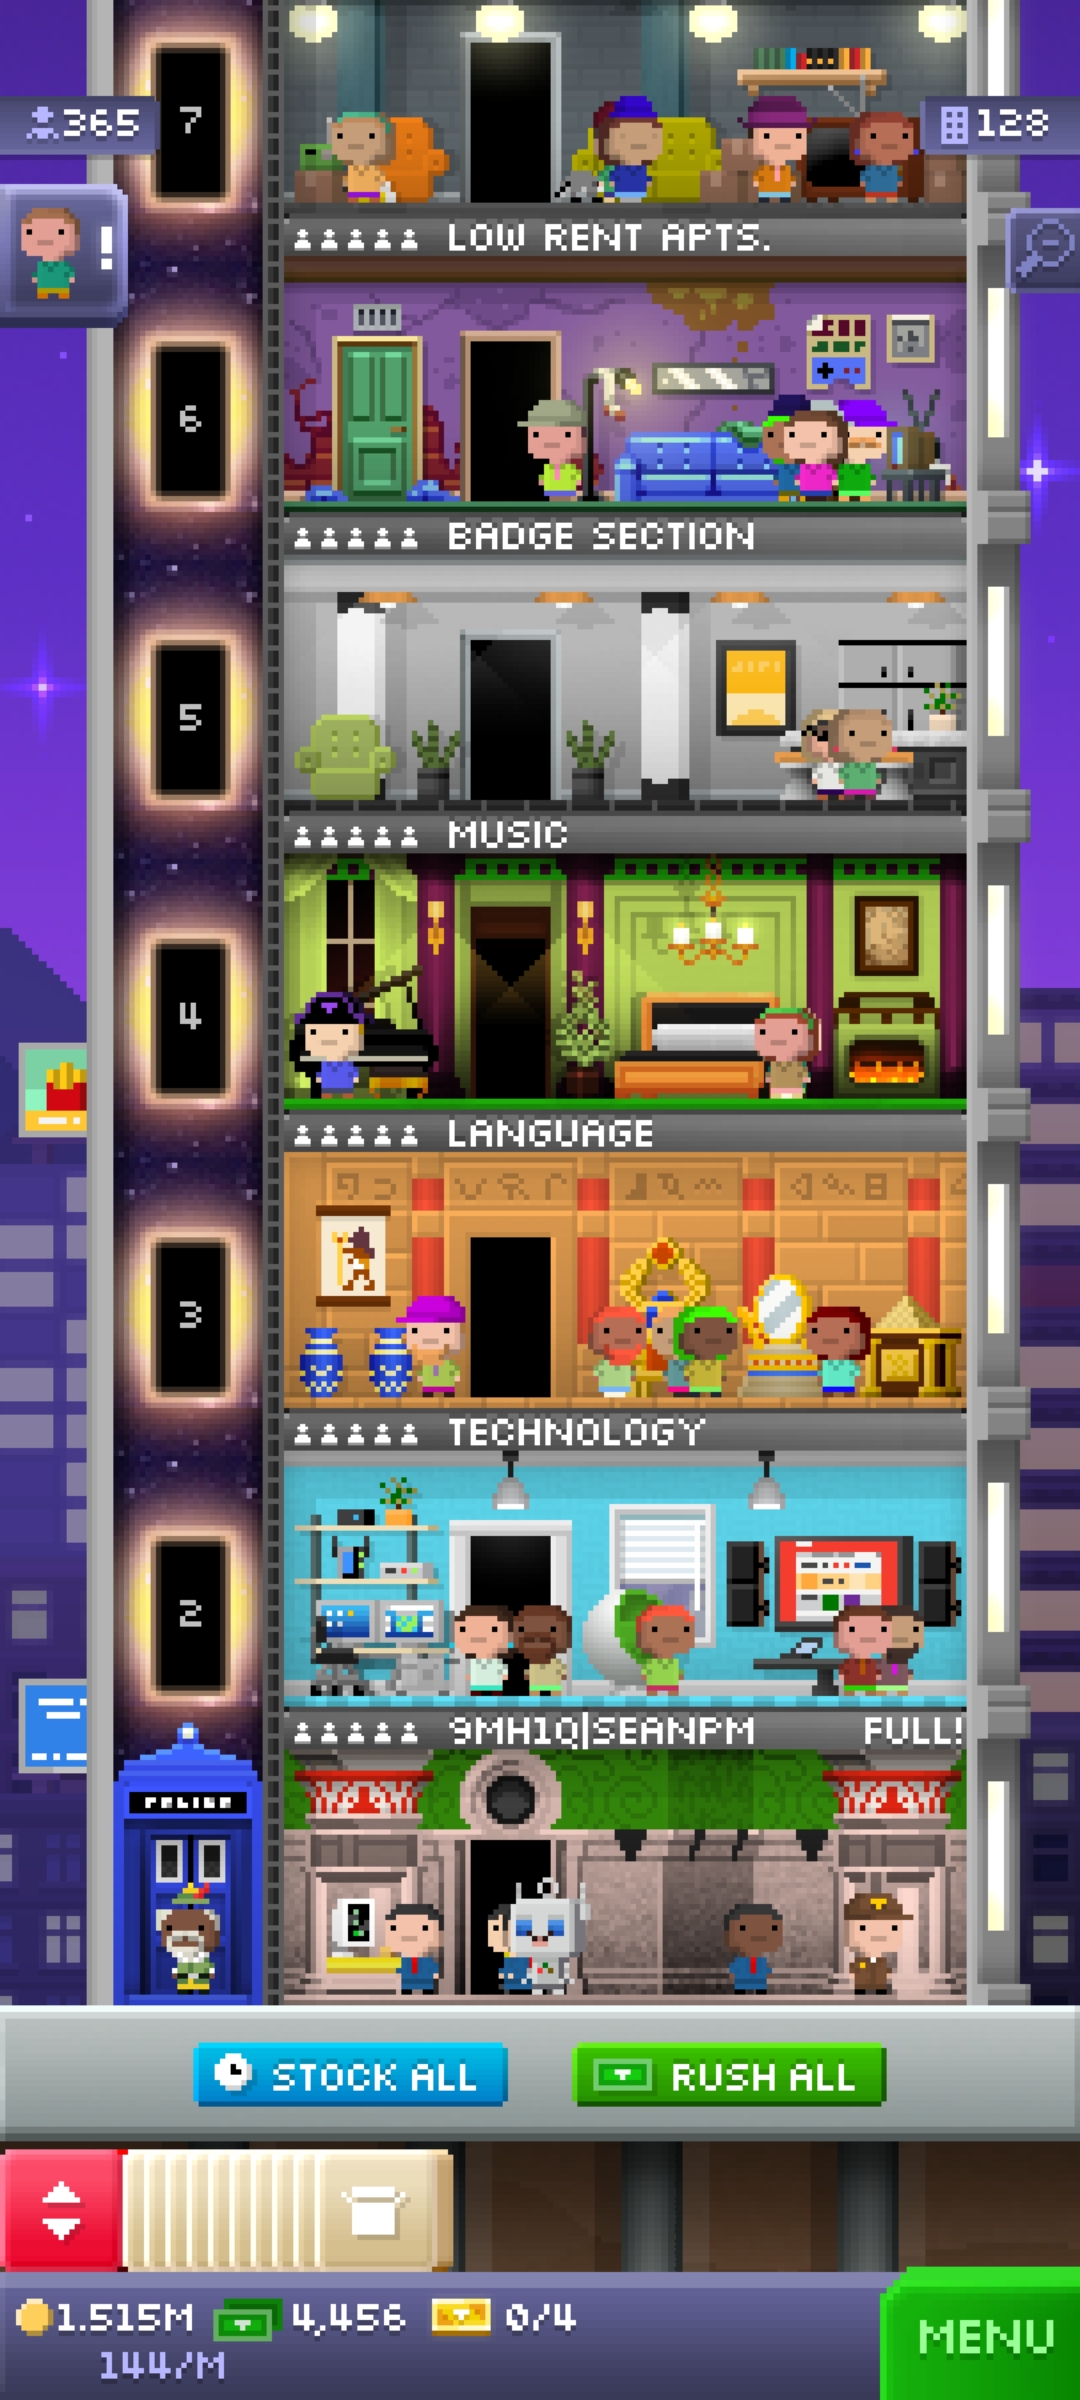 7
365
128
!
LOW RENT APTS.
6
BADGE SECTION
5
MUSIC
4
LANGUAGE
3
TECHNOLOGY
2
9MH1Q|SEANPM FULL!
POLICE
STOCK ALL
RUSH ALL
1.515M 4,456 0/4
144/M
MENU